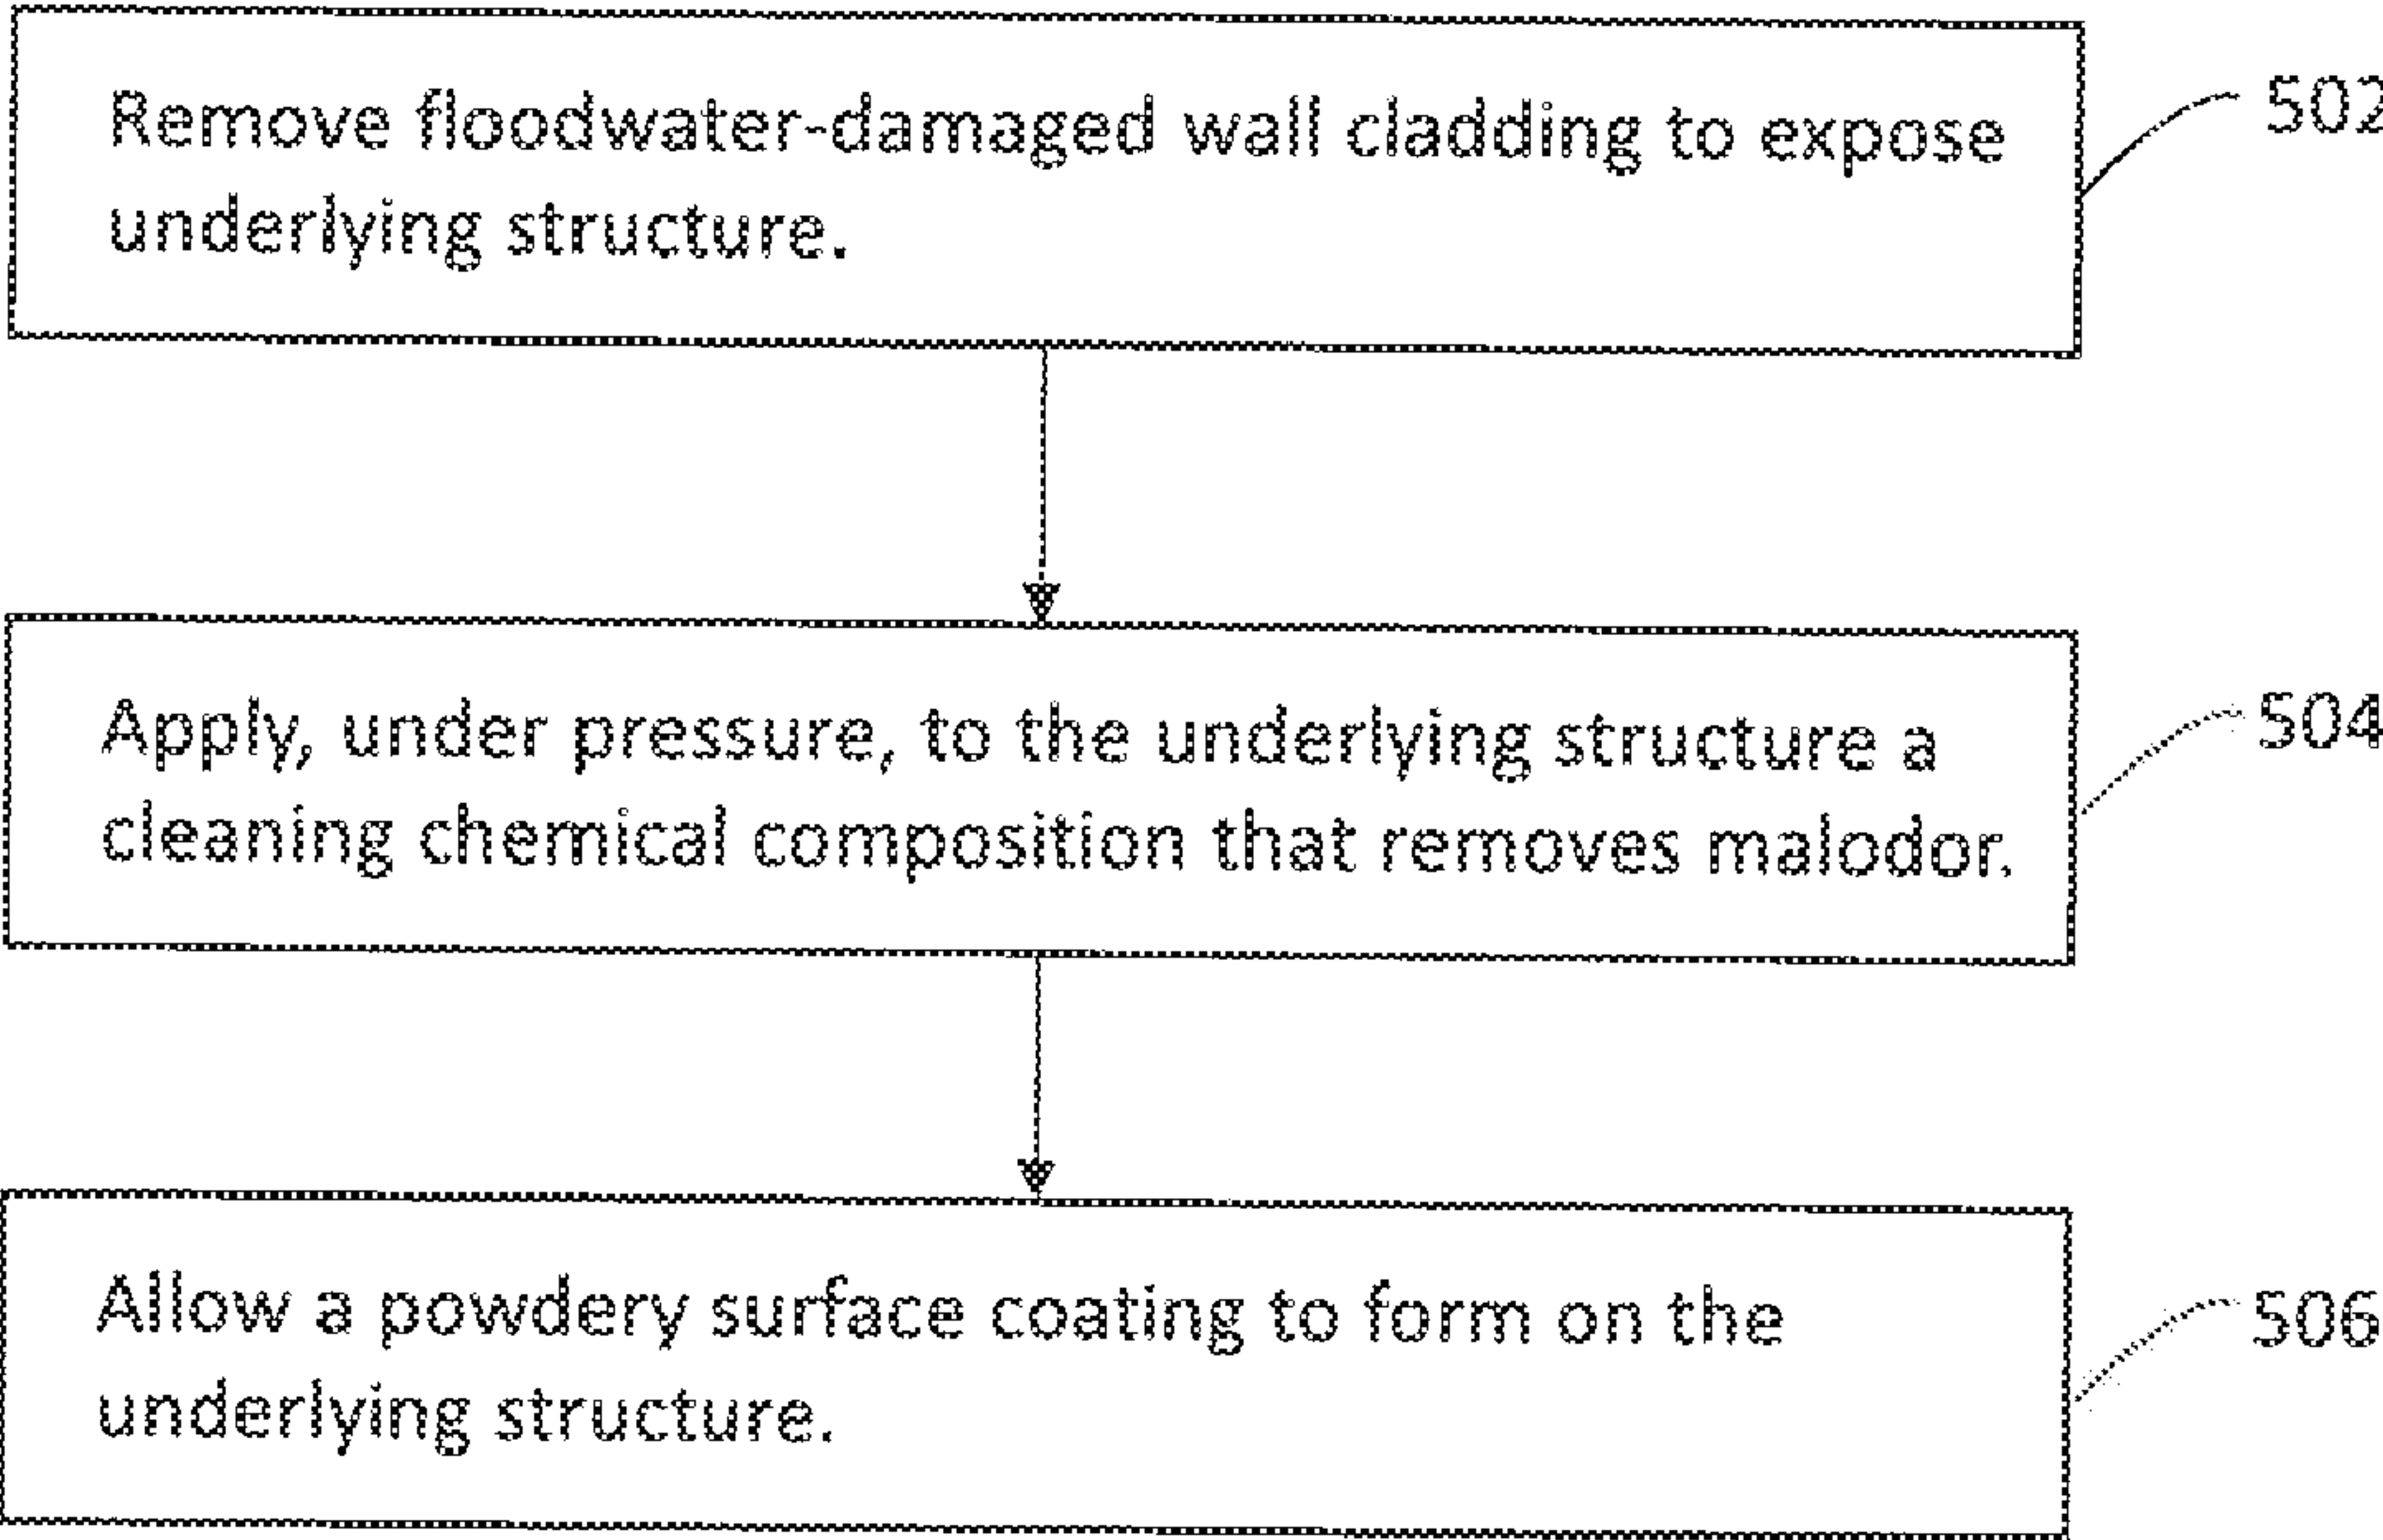 Remove floodwater-damaged wall cladding to expose
underlying structure.
502
Apply, under pressure, to the underlying structure a
cleaning chemical composition that removes malodor.
504
Allow a powdery surface coating to form on the
underlying structure.
506